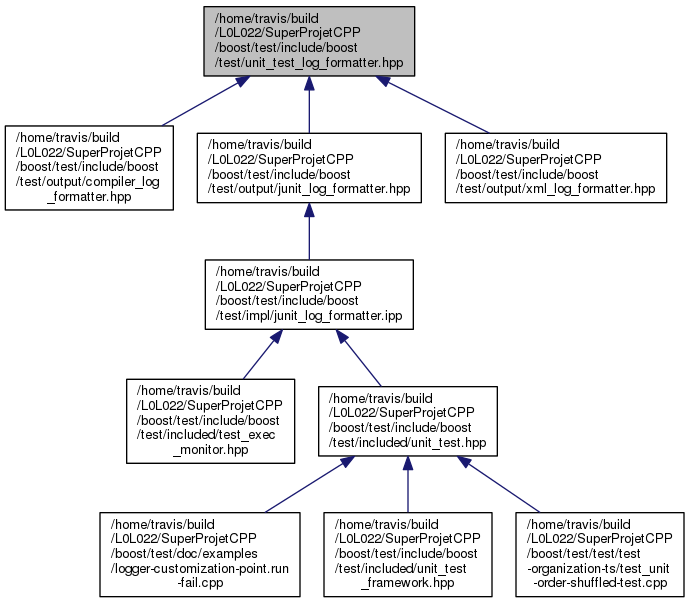 /home/travis/build
/L0L022/SuperProjetCPP
/boost/test/include/boost
/test/unit_test_log_formatter.hpp
/home/travis/build
/L0L022/SuperProjetCPP
/boost/test/include/boost
/test/output/compiler_log
_formatter.hpp
/home/travis/build
/L0L022/SuperProjetCPP
/boost/test/include/boost
/test/output/junit_log_formatter.hpp
/home/travis/build
/L0L022/SuperProjetCPP
/boost/test/include/boost
/test/output/xml_log_formatter.hpp
/home/travis/build
/L0L022/SuperProjetCPP
/boost/test/include/boost
/test/impl/junit_log_formatter.ipp
/home/travis/build
/L0L022/SuperProjetCPP
/boost/test/include/boost
/test/included/test_exec
_monitor.hpp
/home/travis/build
/L0L022/SuperProjetCPP
/boost/test/include/boost
/test/included/unit_test.hpp
/home/travis/build
/L0L022/SuperProjetCPP
/boost/test/doc/examples
/logger-customization-point.run
-fail.cpp
/home/travis/build
/L0L022/SuperProjetCPP
/boost/test/include/boost
/test/included/unit_test
_framework.hpp
/home/travis/build
/L0L022/SuperProjetCPP
/boost/test/test/test
-organization-ts/test_unit
-order-shuffled-test.cpp